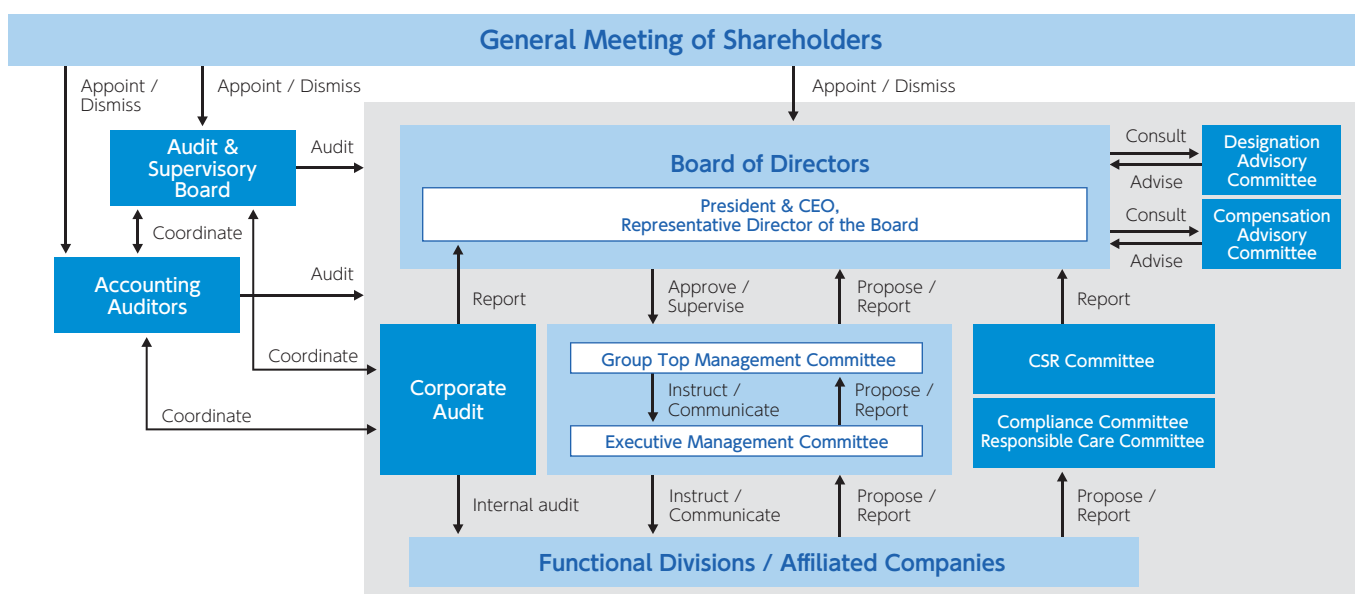 General Meeting of Shareholders
Appoint /
Dismiss
Appoint / Dismiss
Appoint / Dismiss
Audit &
Supervisory
Board
Audit
Board of Directors
President & CEO,
Representative Director of the Board
Consult
Advise
Designation
Advisory
Committee
Consult
Advise
Compensation
Advisory
Committee
Coordinate
Accounting
Auditors
Audit
Report
Approve /
Supervise
Propose /
Report
Report
Coordinate
Coordinate
Corporate
Audit
Group Top Management Committee
Instruct /
Communicate
Propose /
Report
Executive Management Committee
CSR Committee
Compliance Committee
Responsible Care Committee
Internal audit
Instruct /
Communicate
Propose /
Report
Propose /
Report
Functional Divisions / Affiliated Companies